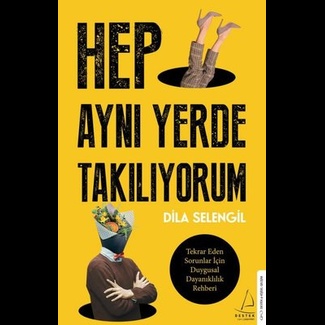 HEP
AYNI YERDE
TAKILIYORUM
DİLA SELENGİL
Tekrar Eden
Sorunlar İçin
Duygusal
Dayanıklılık
Rehberi
DESTEK